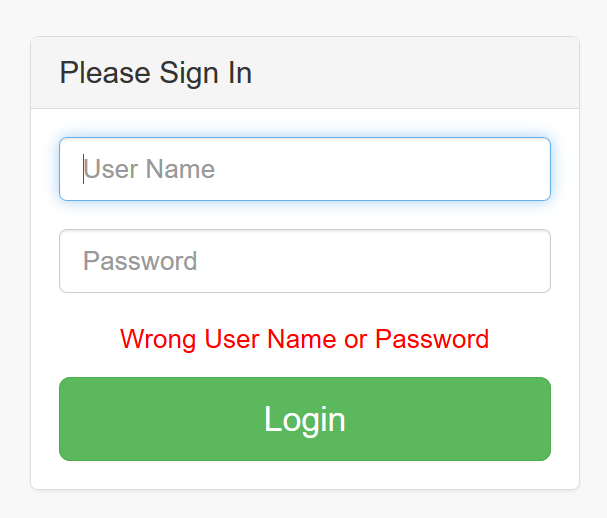 Please Sign In
User Name
Password
Wrong User Name or Password
Login